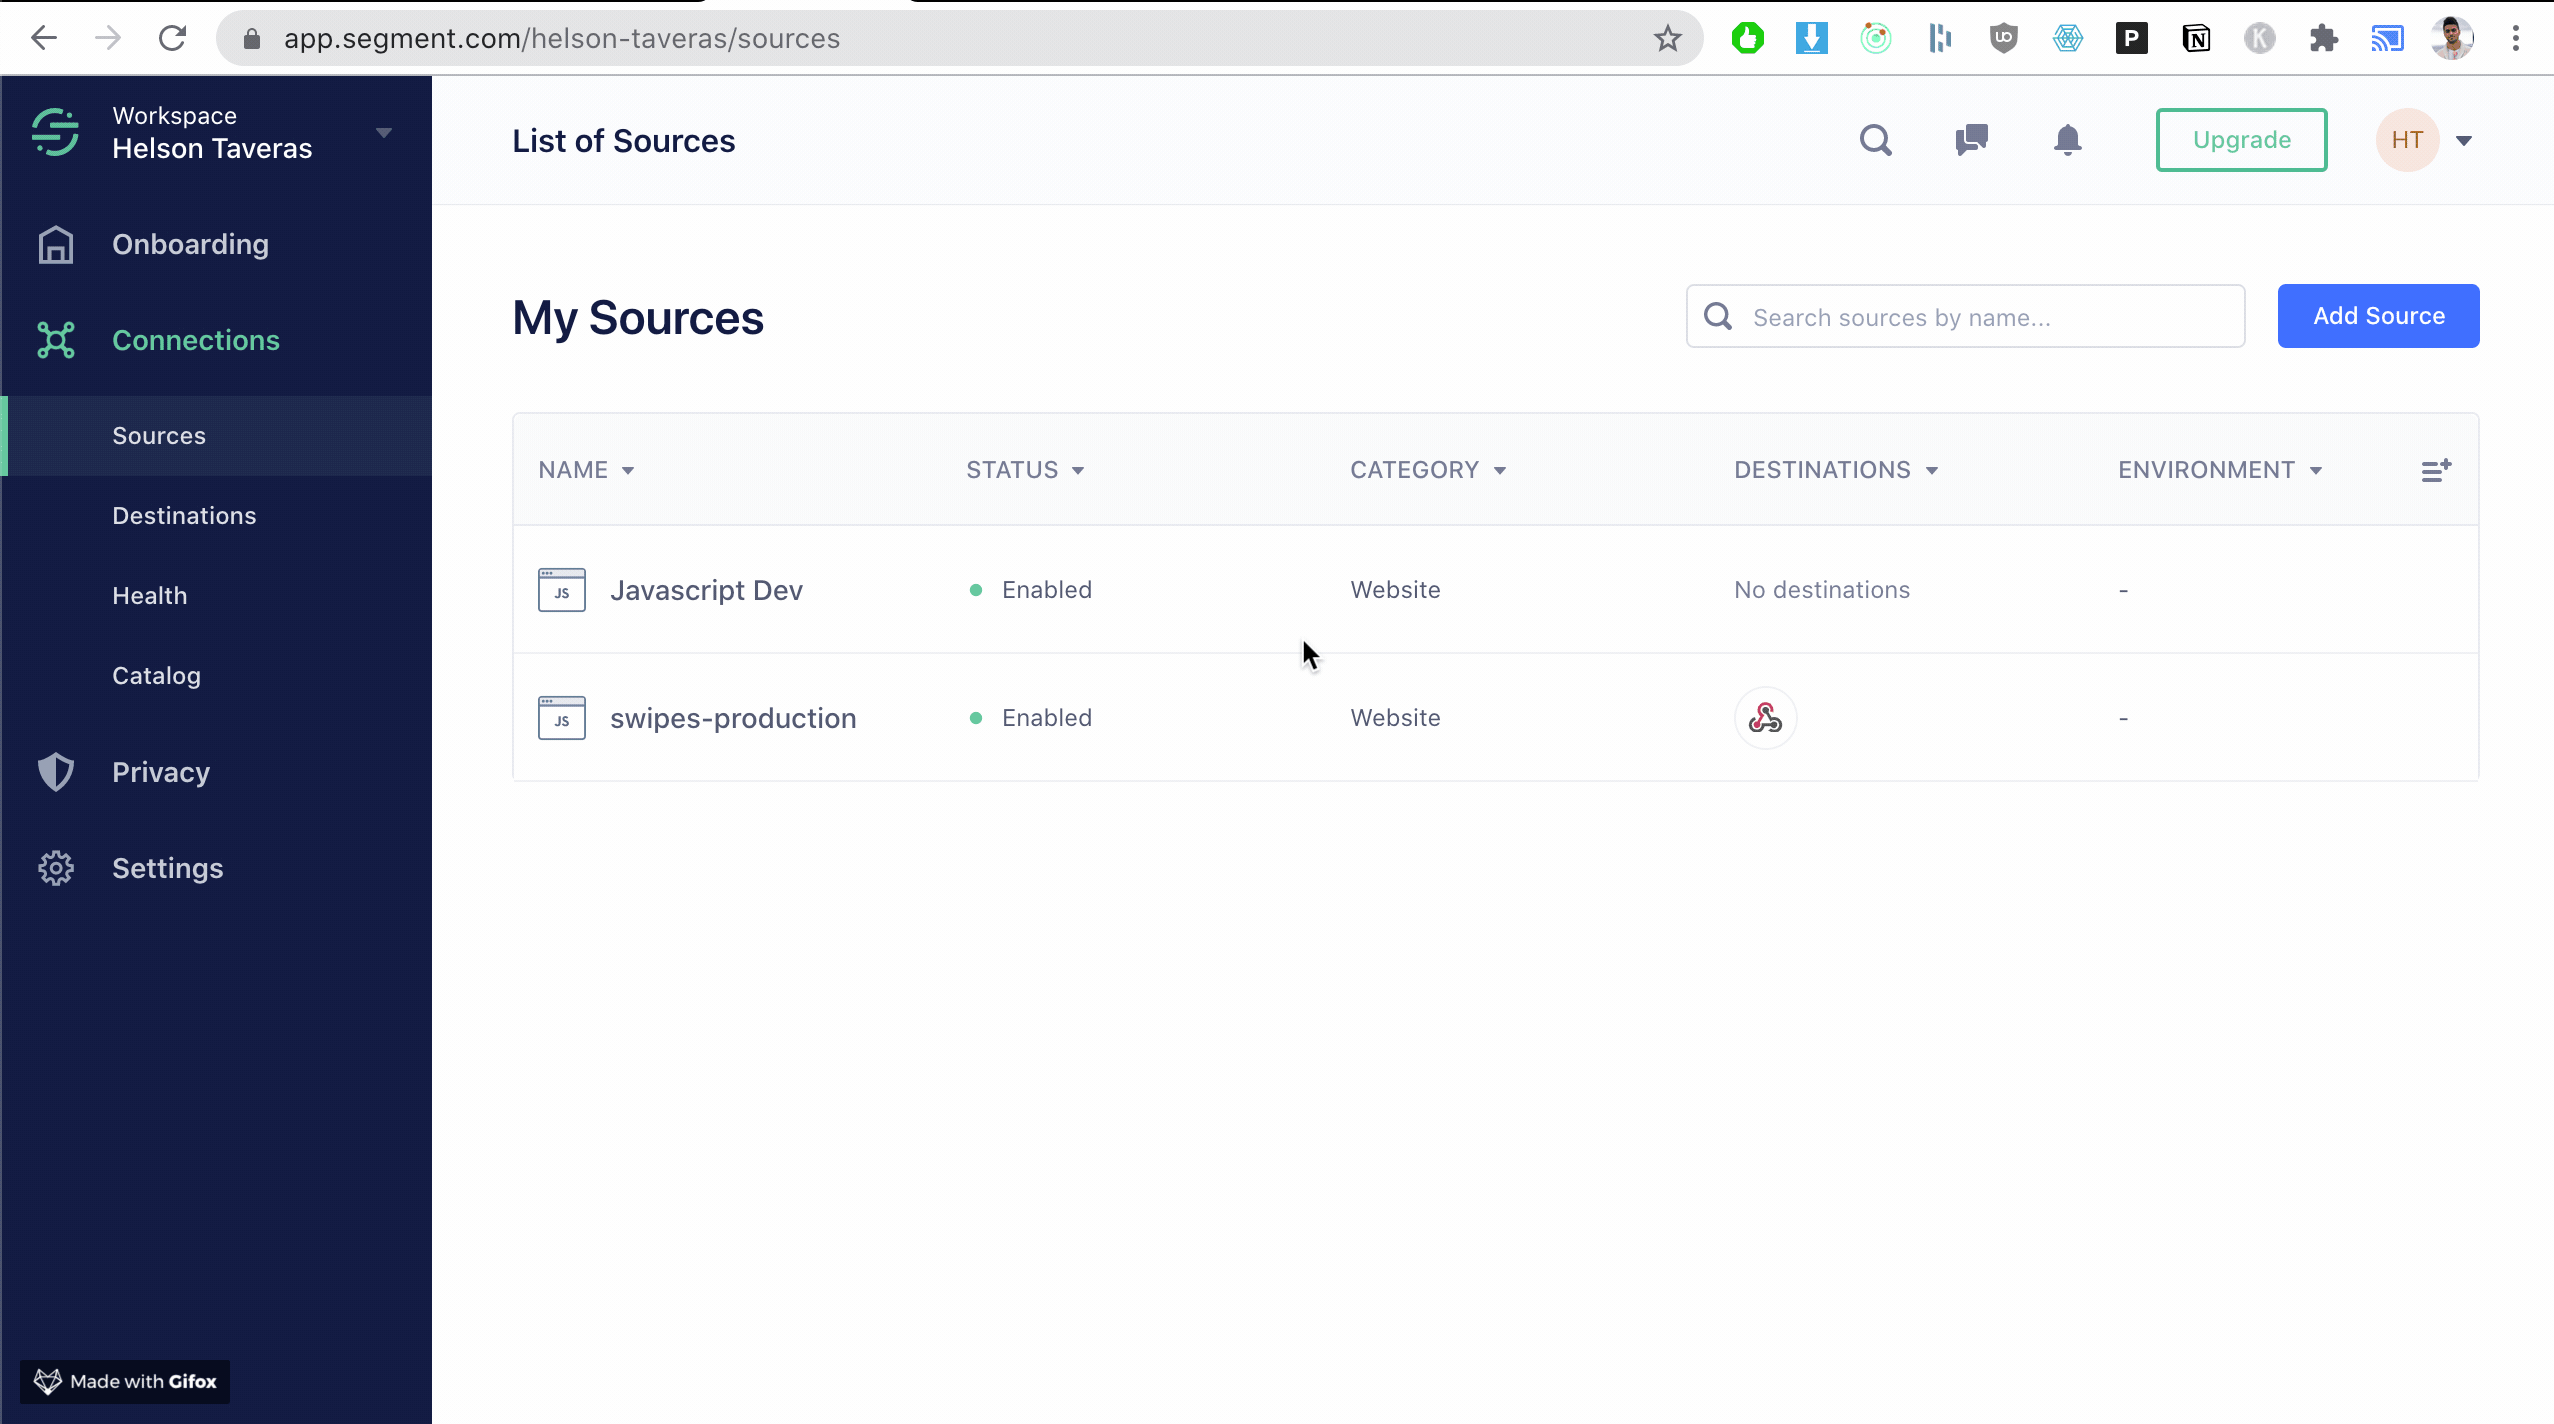 app.segment.com/helson-taveras/sources
P
N
K
Workspace
Helson Taveras
List of Sources
Upgrade
HT
Onboarding
Connections
Sources
Destinations
Health
Catalog
Privacy
Settings
My Sources
Search sources by name...
Add Source
NAME STATUS CATEGORY DESTINATIONS ENVIRONMENT
JS Javascript Dev Enabled Website No destinations -
JS swipes-production Enabled Website -
Made with Gifox